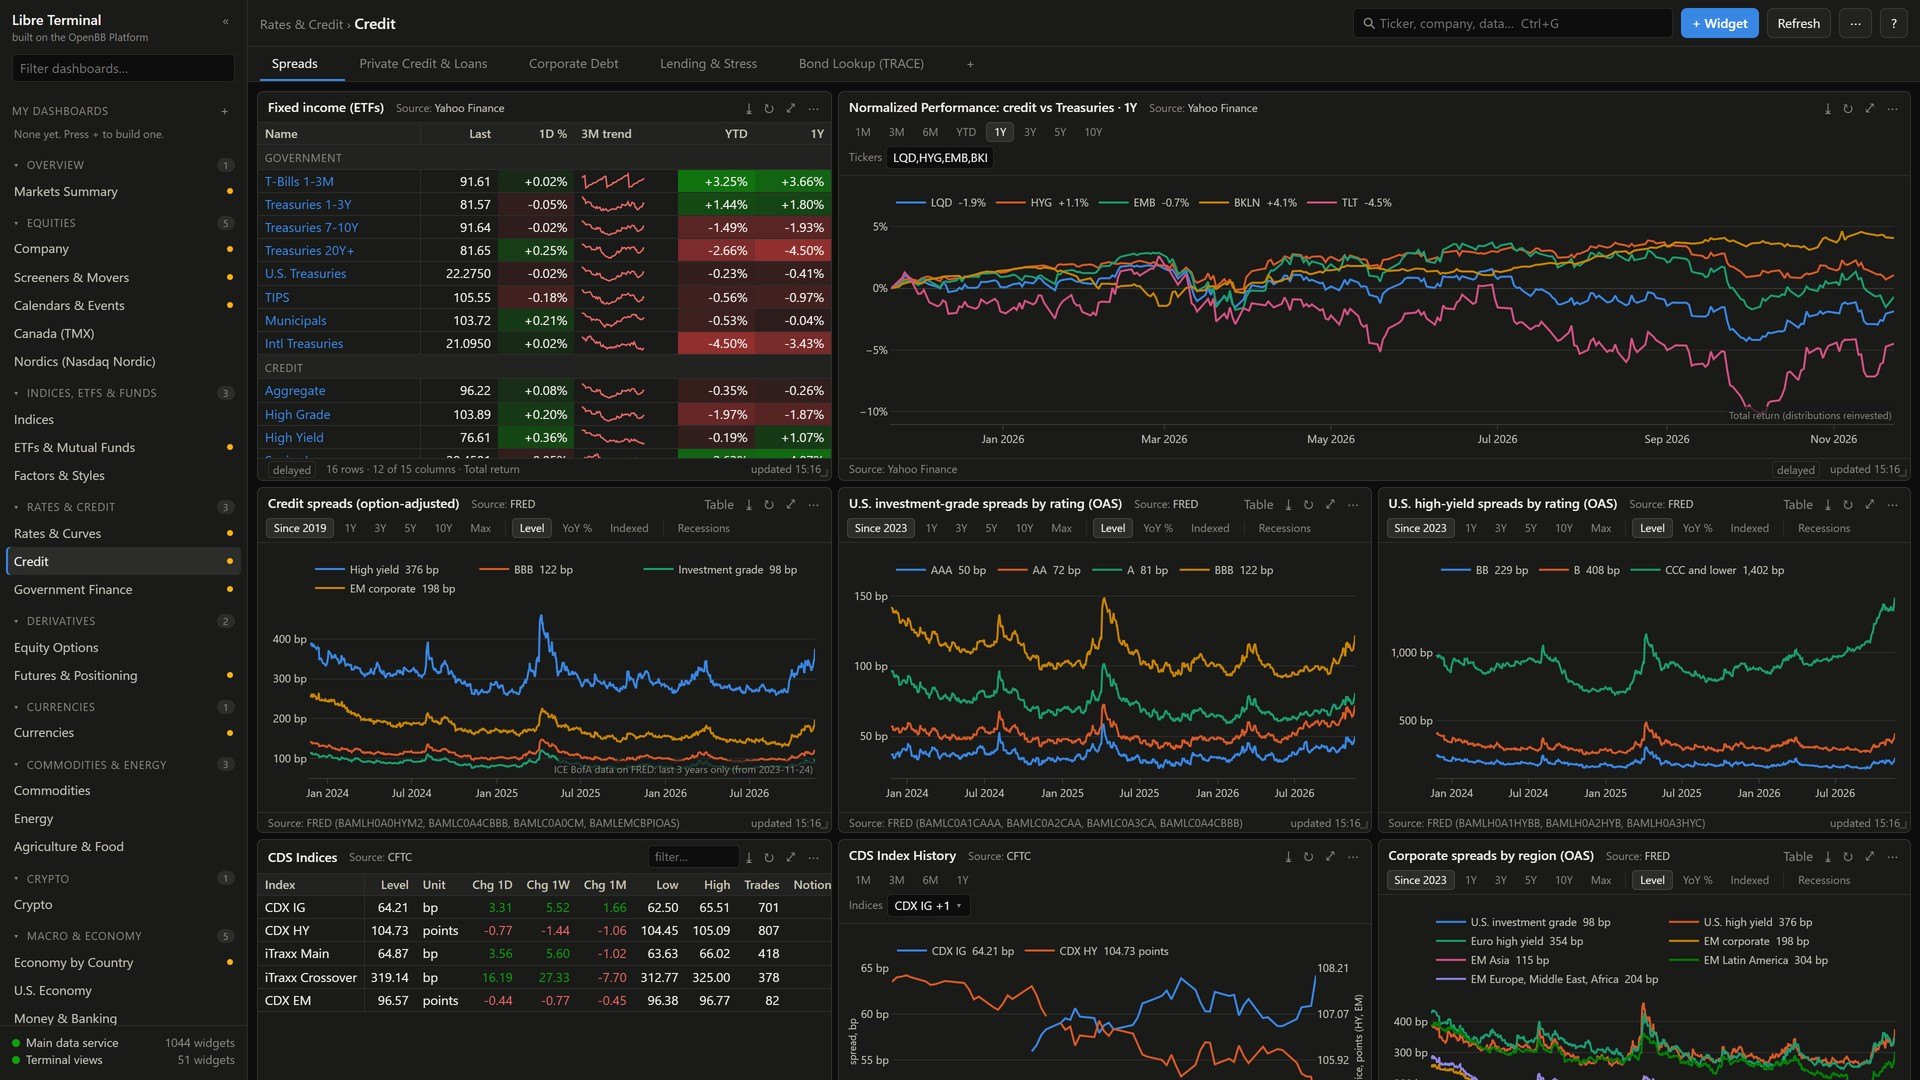 Libre Terminal «
built on the OpenBB Platform
Filter dashboards...
MY DASHBOARDS +
None yet. Press + to build one.
OVERVIEW 1
Markets Summary
EQUITIES 5
Company
Screeners & Movers
Calendars & Events
Canada (TMX)
Nordics (Nasdaq Nordic)
INDICES, ETFS & FUNDS 3
Indices
ETFs & Mutual Funds
Factors & Styles
RATES & CREDIT 3
Rates & Curves
Credit
Government Finance
DERIVATIVES 2
Equity Options
Futures & Positioning
CURRENCIES 1
Currencies
COMMODITIES & ENERGY 3
Commodities
Energy
Agriculture & Food
CRYPTO 1
Crypto
MACRO & ECONOMY 5
Economy by Country
U.S. Economy
Money & Banking
Main data service 1044 widgets
Terminal views 51 widgets
Rates & Credit › Credit
Ticker, company, data... Ctrl+G
+ Widget Refresh ... ?
Spreads Private Credit & Loans Corporate Debt Lending & Stress Bond Lookup (TRACE) +
Fixed income (ETFs) Source: Yahoo Finance
Name Last 1D % 3M trend YTD 1Y
GOVERNMENT
T-Bills 1-3M 91.61 +0.02% +3.25% +3.66%
Treasuries 1-3Y 81.57 -0.05% +1.44% +1.80%
Treasuries 7-10Y 91.64 -0.02% -1.49% -1.93%
Treasuries 20Y+ 81.65 +0.25% -2.66% -4.50%
U.S. Treasuries 22.2750 -0.02% -0.23% -0.41%
TIPS 105.55 -0.18% -0.56% -0.97%
Municipals 103.72 +0.21% -0.53% -0.04%
Intl Treasuries 21.0950 +0.02% -4.50% -3.43%
CREDIT
Aggregate 96.22 +0.08% -0.35% -0.26%
High Grade 103.89 +0.20% -1.97% -1.87%
High Yield 76.61 +0.36% -0.19% +1.07%
delayed 16 rows · 12 of 15 columns · Total return updated 15:16
Normalized Performance: credit vs Treasuries · 1Y Source: Yahoo Finance
1M 3M 6M YTD 1Y 3Y 5Y 10Y
Tickers LQD,HYG,EMB,BKI
LQD -1.9% HYG +1.1% EMB -0.7% BKLN +4.1% TLT -4.5%
5%
0%
−5%
−10%
Total return (distributions reinvested)
Jan 2026 Mar 2026 May 2026 Jul 2026 Sep 2026 Nov 2026
Source: Yahoo Finance delayed updated 15:16
Credit spreads (option-adjusted) Source: FRED Table
Since 2019 1Y 3Y 5Y 10Y Max Level YoY % Indexed Recessions
High yield 376 bp BBB 122 bp Investment grade 98 bp
EM corporate 198 bp
400 bp
300 bp
200 bp
100 bp
ICE BofA data on FRED: last 3 years only (from 2023-11-24)
Jan 2024 Jul 2024 Jan 2025 Jul 2025 Jan 2026 Jul 2026
Source: FRED (BAMLH0A0HYM2, BAMLC0A4CBBB, BAMLC0A0CM, BAMLEMCBPIOAS) updated 15:16
U.S. investment-grade spreads by rating (OAS) Source: FRED Table
Since 2023 1Y 3Y 5Y 10Y Max Level YoY % Indexed Recessions
AAA 50 bp AA 72 bp A 81 bp BBB 122 bp
150 bp
100 bp
50 bp
Jan 2024 Jul 2024 Jan 2025 Jul 2025 Jan 2026 Jul 2026
Source: FRED (BAMLC0A1CAAA, BAMLC0A2CAA, BAMLC0A3CA, BAMLC0A4CBBB) updated 15:16
U.S. high-yield spreads by rating (OAS) Source: FRED Table
Since 2023 1Y 3Y 5Y 10Y Max Level YoY % Indexed Recessions
BB 229 bp B 408 bp CCC and lower 1,402 bp
1,000 bp
500 bp
Jan 2024 Jul 2024 Jan 2025 Jul 2025 Jan 2026 Jul 2026
Source: FRED (BAMLH0A1HYBB, BAMLH0A2HYB, BAMLH0A3HYC) updated 15:16
CDS Indices Source: CFTC filter...
Index Level Unit Chg 1D Chg 1W Chg 1M Low High Trades Notion
CDX IG 64.21 bp 3.31 5.52 1.66 62.50 65.51 701
CDX HY 104.73 points -0.77 -1.44 -1.06 104.45 105.09 807
iTraxx Main 64.87 bp 3.56 5.60 -1.02 63.63 66.02 418
iTraxx Crossover 319.14 bp 16.19 27.33 -7.70 312.77 325.00 378
CDX EM 96.57 points -0.44 -0.77 -0.45 96.38 96.77 82
CDS Index History Source: CFTC
1M 3M 6M 1Y
Indices CDX IG +1
CDX IG 64.21 bp CDX HY 104.73 points
65 bp 108.21
60 bp 107.07
55 bp 105.92
spread, bp
ice, points (HY, EM)
Corporate spreads by region (OAS) Source: FRED Table
Since 2023 1Y 3Y 5Y 10Y Max Level YoY % Indexed Recessions
U.S. investment grade 98 bp U.S. high yield 376 bp
Euro high yield 354 bp EM corporate 198 bp
EM Asia 115 bp EM Latin America 304 bp
EM Europe, Middle East, Africa 204 bp
400 bp
300 bp